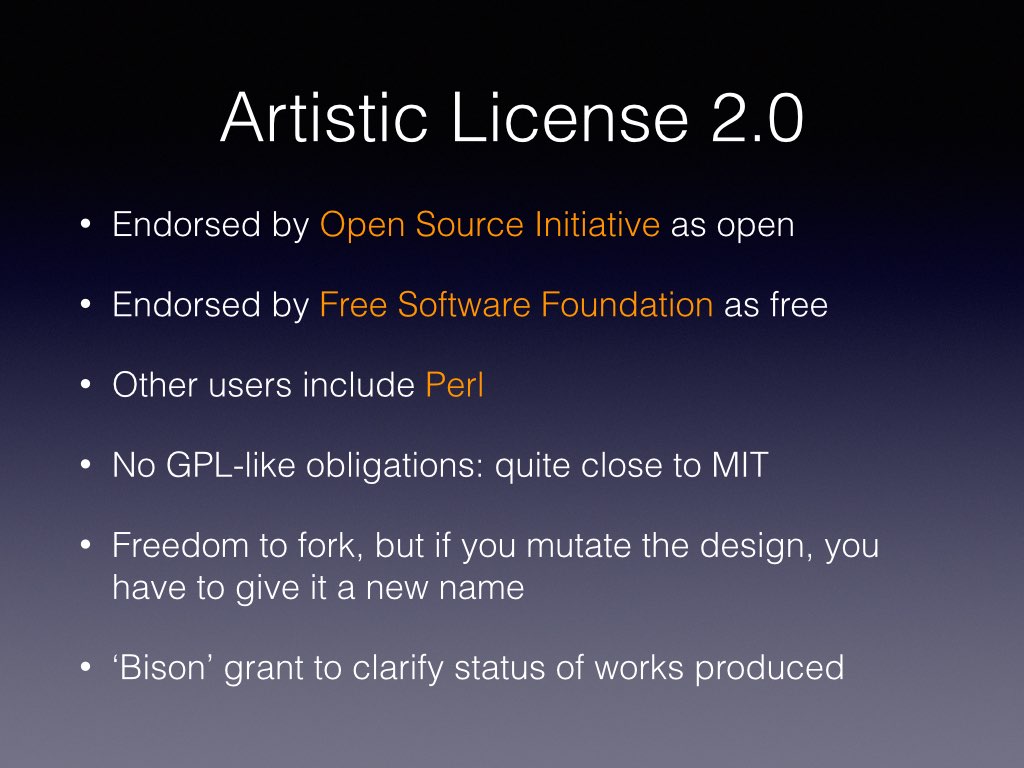 Artistic License 2.0
• Endorsed by Open Source Initiative as open
• Endorsed by Free Software Foundation as free
• Other users include Perl
• No GPL-like obligations: quite close to MIT
• Freedom to fork, but if you mutate the design, you
have to give it a new name
• ‘Bison’ grant to clarify status of works produced